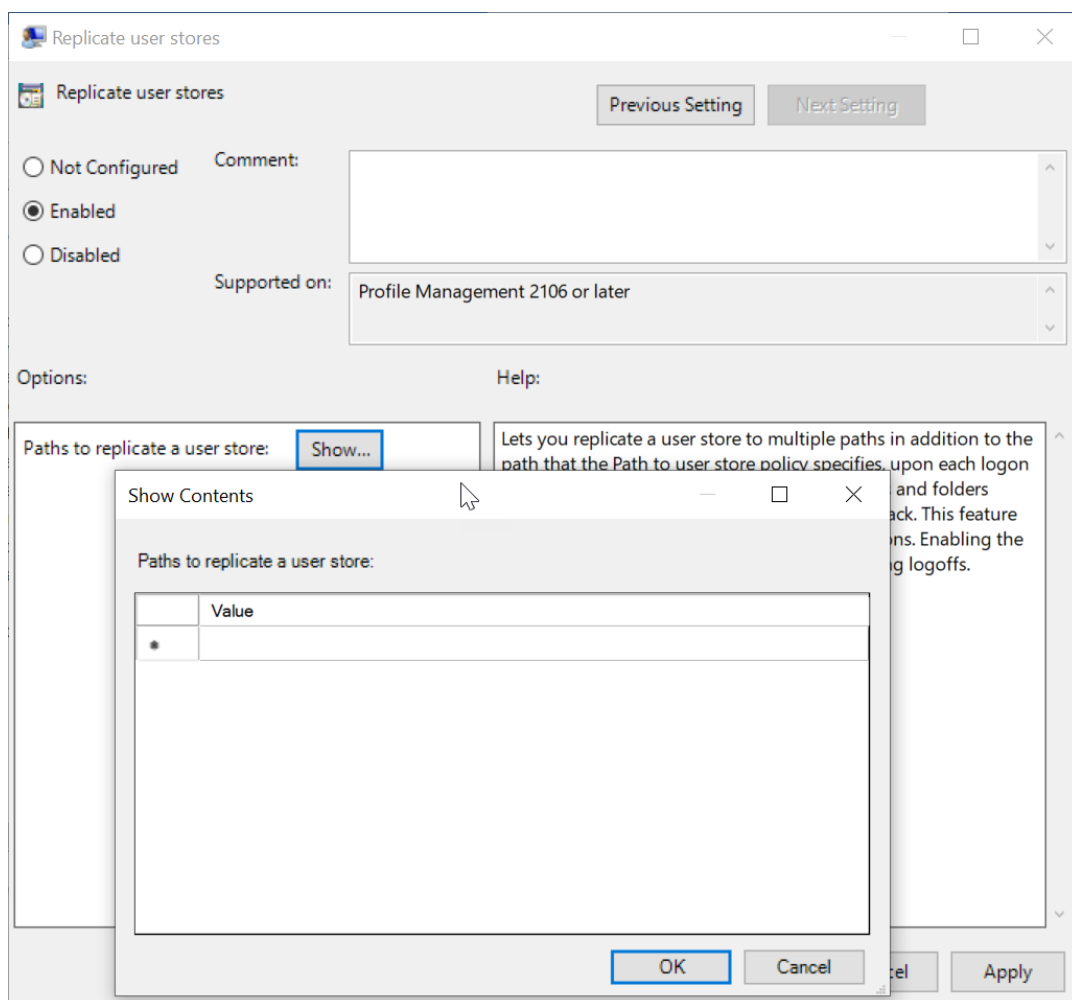 Replicate user stores
Replicate user stores
Previous Setting
Next Setting
Not Configured
Comment:
Enabled
Disabled
Supported on:
Profile Management 2106 or later
Options:
Help:
Paths to replicate a user store:
Show...
Lets you replicate a user store to multiple paths in addition to the
path that the Path to user store policy specifies, upon each logon
and folders
This feature
Enabling the
logoffs.
Show Contents
Paths to replicate a user store:
Value
OK
Cancel
Apply